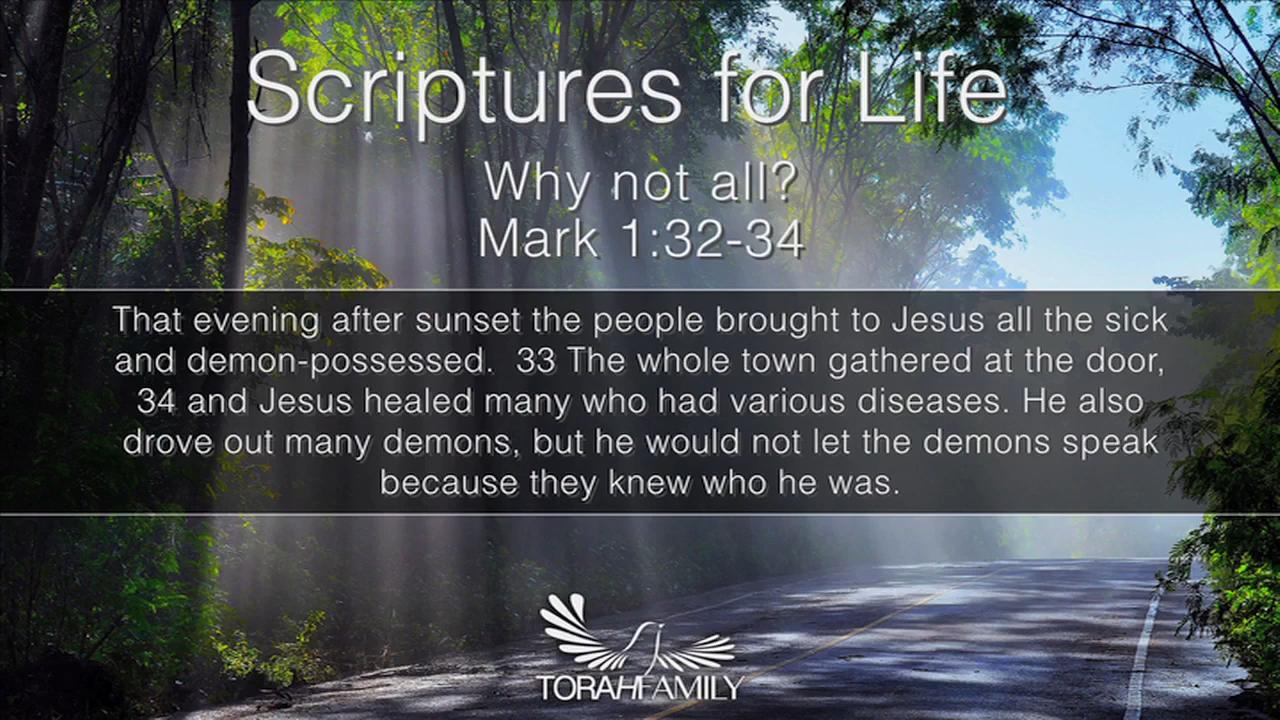 Scriptures for Life
Why not all?
Mark 1:32-34
That evening after sunset the people brought to Jesus all the sick
and demon-possessed.  33 The whole town gathered at the door,
34 and Jesus healed many who had various diseases. He also
drove out many demons, but he would not let the demons speak
because they knew who he was.
TORAHFAMILY